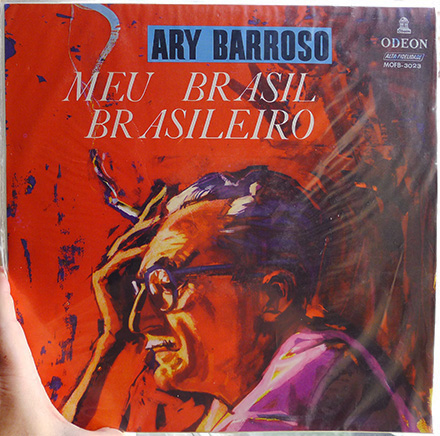 ARY BARROSO
MEU BRASIL
BRASILEIRO
ODEON
ALTA FIDELIDADE
MOFB-3023